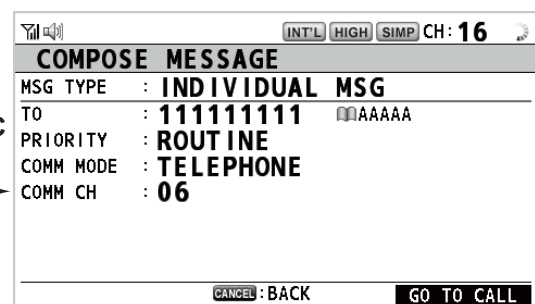 INT'L HIGH SIMP CH: 16
COMPOSE MESSAGE
MSG TYPE : INDIVIDUAL MSG
TO : 111111111 AAAAA
PRIORITY : ROUTINE
COMM MODE : TELEPHONE
COMM CH : 06
CANCEL : BACK GO TO CALL